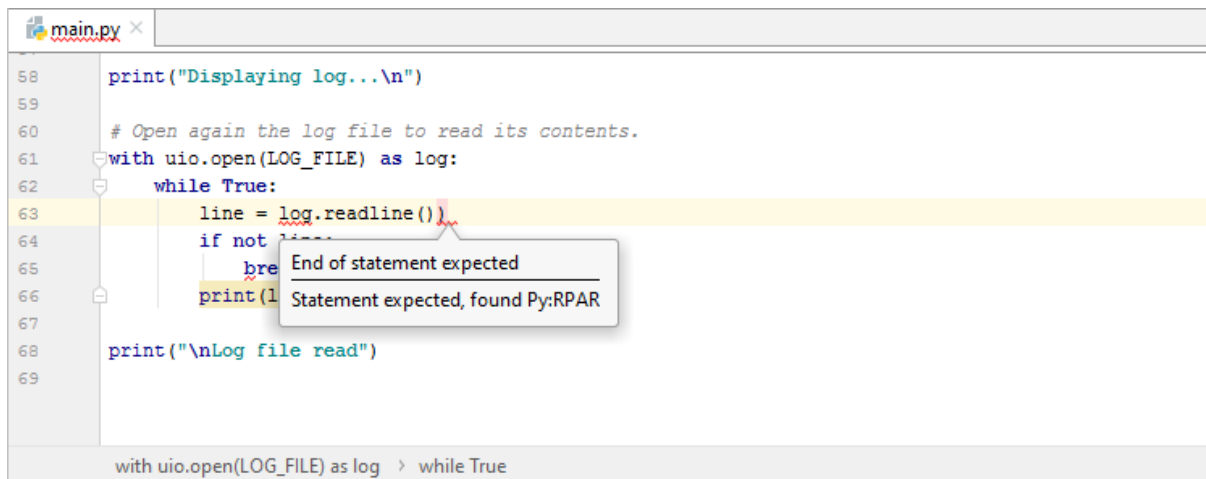 main.py
58 print("Displaying log...\n")
59
60 # Open again the log file to read its contents.
61 with uio.open(LOG_FILE) as log:
62 while True:
63 line = log.readline())
64 if not
65 bre
66 print(l
End of statement expected
Statement expected, found Py:RPAR
67
68 print("\nLog file read")
69
with uio.open(LOG_FILE) as log > while True